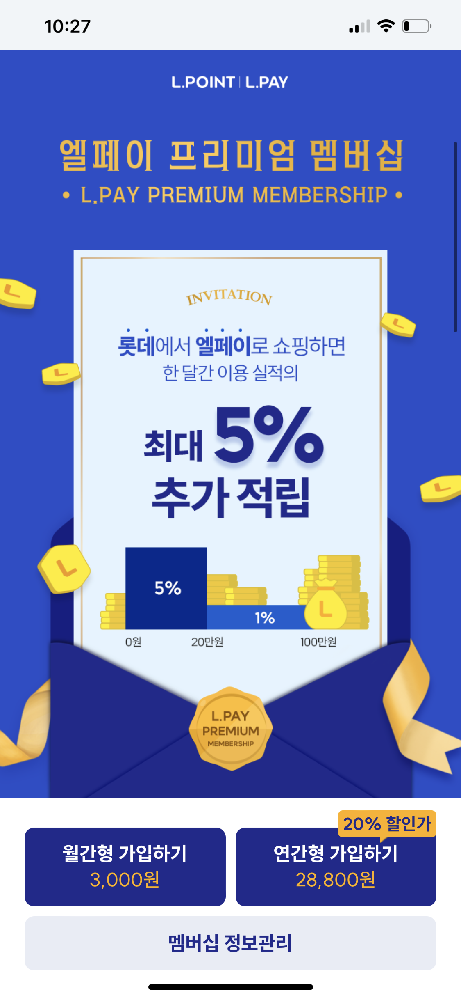 10:27
L.POINT | L.PAY
엘페이 프리미엄 멤버십
• L.PAY PREMIUM MEMBERSHIP •
INVITATION
롯데에서 엘페이로 쇼핑하면
한 달간 이용 실적의
최대 5%
추가 적립
5%
1%
0원 20만원 100만원
L.PAY
PREMIUM
MEMBERSHIP
20% 할인가
월간형 가입하기
3,000원
연간형 가입하기
28,800원
멤버십 정보관리